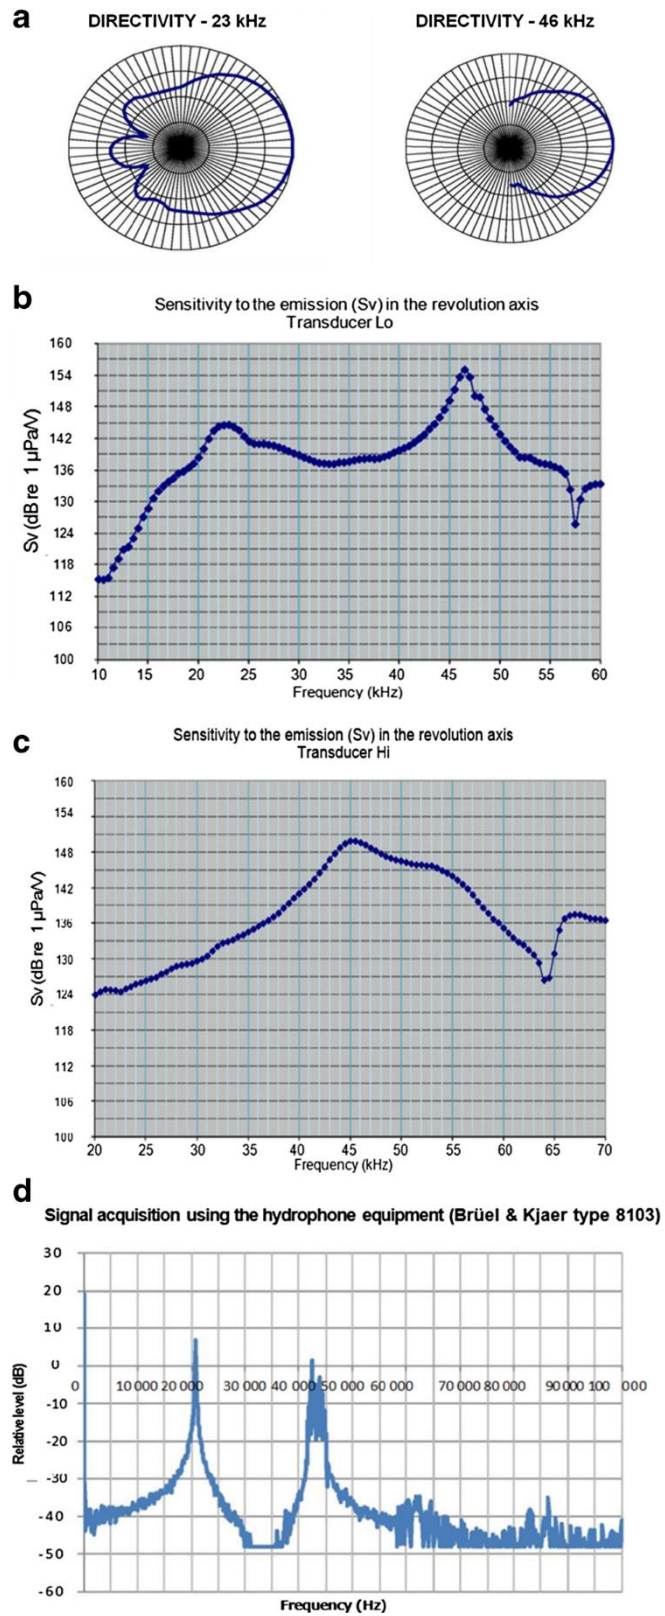 a
DIRECTIVITY - 23 kHz
DIRECTIVITY - 46 kHz
b
Sensitivity to the emission (Sv) in the revolution axis
Transducer Lo
160
154
148
142
136
130
124
118
112
106
100
Sv (dB re 1 µPa/V)
10 15 20 25 30 35 40 45 50 55 60
Frequency (kHz)
c
Sensitivity to the emission (Sv) in the revolution axis
Transducer Hi
160
154
148
142
136
130
124
118
112
106
100
Sv (dB re 1 µPa/V)
20 25 30 35 40 45 50 55 60 65 70
Frequency (kHz)
d
Signal acquisition using the hydrophone equipment (Brüel & Kjaer type 8103)
30
20
10
0
-10
-20
-30
-40
-50
-60
Relative level (dB)
0 10 000 20 000 30 000 40 000 50 000 60 000 70 000 80 000 90 000 100 000
Frequency (Hz)